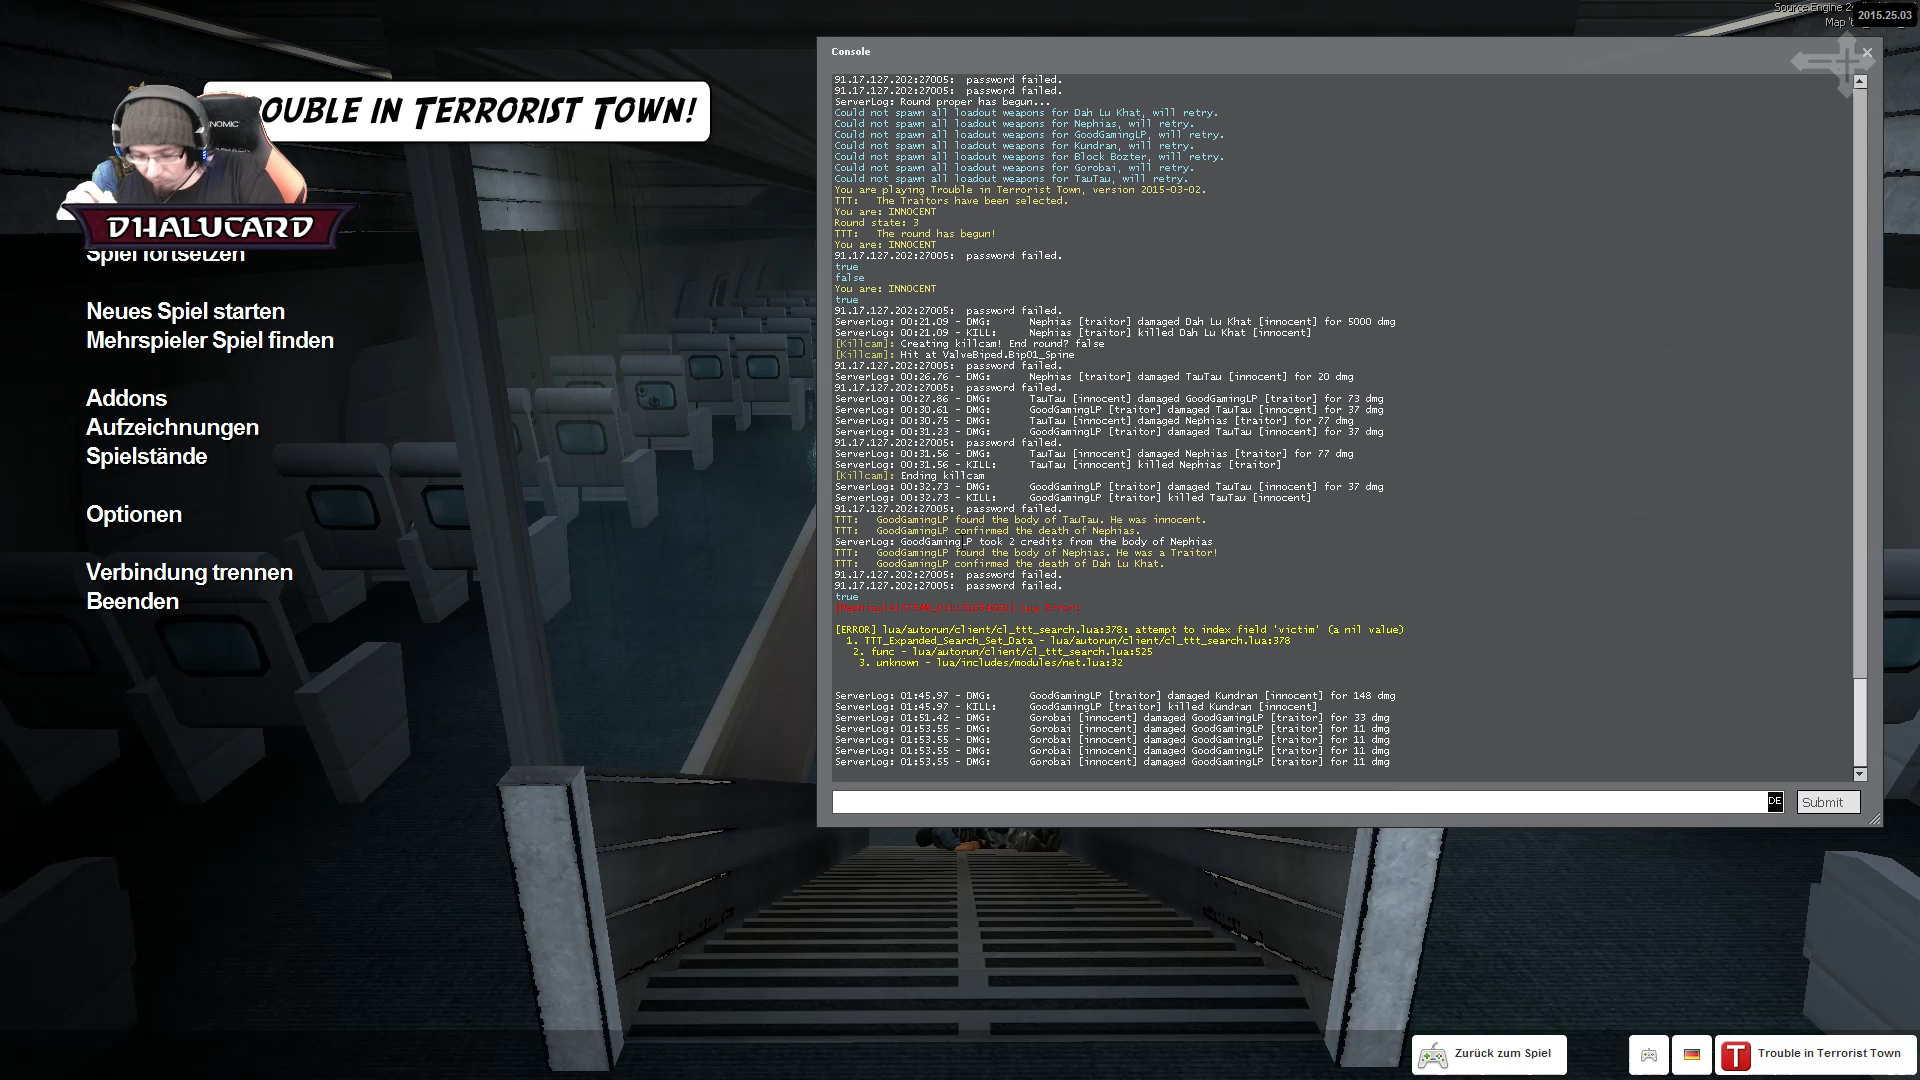 Source Engine 2
2015.25.03
Map
TROUBLE IN TERRORIST TOWN!
NOMIC
DHALUCARD
Spiel fortsetzen
Neues Spiel starten
Mehrspieler Spiel finden
Addons
Aufzeichnungen
Spielstände
Optionen
Verbindung trennen
Beenden
Console
91.17.127.202:27005:  password failed.
91.17.127.202:27005:  password failed.
ServerLog: Round proper has begun...
Could not spawn all loadout weapons for Dah Lu Khat, will retry.
Could not spawn all loadout weapons for Nephias, will retry.
Could not spawn all loadout weapons for GoodGamingLP, will retry.
Could not spawn all loadout weapons for Kundran, will retry.
Could not spawn all loadout weapons for Block Bozter, will retry.
Could not spawn all loadout weapons for Gorobai, will retry.
Could not spawn all loadout weapons for TauTau, will retry.
You are playing Trouble in Terrorist Town, version 2015-03-02.
TTT:   The Traitors have been selected.
You are: INNOCENT
Round state: 3
TTT:   The round has begun!
You are: INNOCENT
91.17.127.202:27005:  password failed.
true
false
You are: INNOCENT
true
91.17.127.202:27005:  password failed.
ServerLog: 00:21.09 - DMG:      Nephias [traitor] damaged Dah Lu Khat [innocent] for 5000 dmg
ServerLog: 00:21.09 - KILL:     Nephias [traitor] killed Dah Lu Khat [innocent]
[Killcam]: Creating killcam! End round? false
[Killcam]: Hit at ValveBiped.Bip01_Spine
91.17.127.202:27005:  password failed.
ServerLog: 00:26.76 - DMG:      Nephias [traitor] damaged TauTau [innocent] for 20 dmg
91.17.127.202:27005:  password failed.
ServerLog: 00:27.86 - DMG:      TauTau [innocent] damaged GoodGamingLP [traitor] for 73 dmg
ServerLog: 00:30.61 - DMG:      GoodGamingLP [traitor] damaged TauTau [innocent] for 37 dmg
ServerLog: 00:30.75 - DMG:      TauTau [innocent] damaged Nephias [traitor] for 77 dmg
ServerLog: 00:31.23 - DMG:      GoodGamingLP [traitor] damaged TauTau [innocent] for 37 dmg
91.17.127.202:27005:  password failed.
ServerLog: 00:31.56 - DMG:      TauTau [innocent] damaged Nephias [traitor] for 77 dmg
ServerLog: 00:31.56 - KILL:     TauTau [innocent] killed Nephias [traitor]
[Killcam]: Ending killcam
ServerLog: 00:32.73 - DMG:      GoodGamingLP [traitor] damaged TauTau [innocent] for 37 dmg
ServerLog: 00:32.73 - KILL:     GoodGamingLP [traitor] killed TauTau [innocent]
91.17.127.202:27005:  password failed.
TTT:   GoodGamingLP found the body of TauTau. He was innocent.
TTT:   GoodGamingLP confirmed the death of Nephias.
ServerLog: GoodGamingLP took 2 credits from the body of Nephias
TTT:   GoodGamingLP found the body of Nephias. He was a Traitor!
TTT:   GoodGamingLP confirmed the death of Dah Lu Khat.
91.17.127.202:27005:  password failed.
91.17.127.202:27005:  password failed.
true
Lua Error:
[ERROR] lua/autorun/client/cl_ttt_search.lua:378: attempt to index field 'victim' (a nil value)
1. TTT_Expanded_Search_Set_Data - lua/autorun/client/cl_ttt_search.lua:378
2. func - lua/autorun/client/cl_ttt_search.lua:525
3. unknown - lua/includes/modules/net.lua:32
ServerLog: 01:45.97 - DMG:      GoodGamingLP [traitor] damaged Kundran [innocent] for 148 dmg
ServerLog: 01:45.97 - KILL:     GoodGamingLP [traitor] killed Kundran [innocent]
ServerLog: 01:51.42 - DMG:      Gorobai [innocent] damaged GoodGamingLP [traitor] for 33 dmg
ServerLog: 01:53.55 - DMG:      Gorobai [innocent] damaged GoodGamingLP [traitor] for 11 dmg
ServerLog: 01:53.55 - DMG:      Gorobai [innocent] damaged GoodGamingLP [traitor] for 11 dmg
ServerLog: 01:53.55 - DMG:      Gorobai [innocent] damaged GoodGamingLP [traitor] for 11 dmg
ServerLog: 01:53.55 - DMG:      Gorobai [innocent] damaged GoodGamingLP [traitor] for 11 dmg
DE
Submit
Zurück zum Spiel
T
Trouble in Terrorist Town